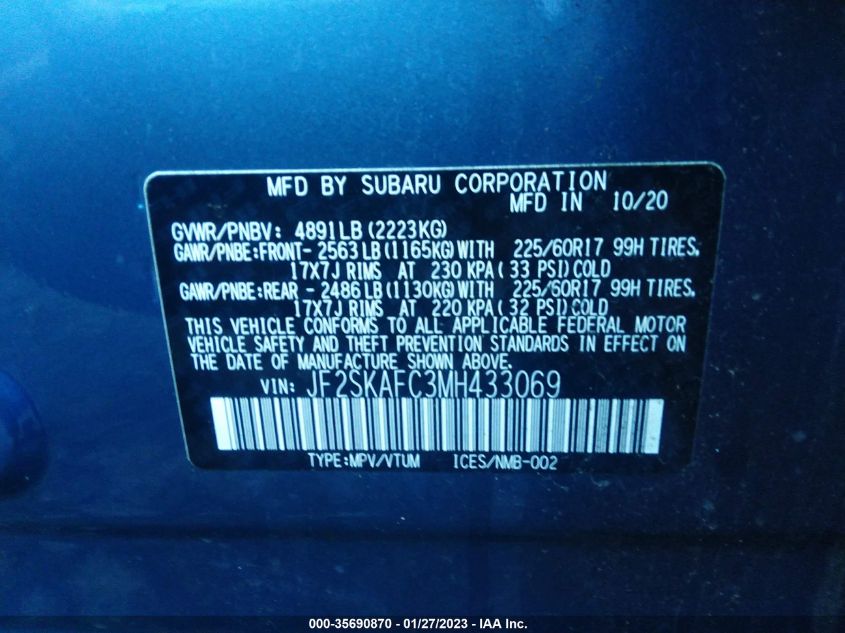 MFD BY SUBARU CORPORATION
MFD IN 10/20
GVWR/PNBV: 4891LB (2223KG)
GAWR/PNBE:FRONT- 2563LB(1165KG)WITH 225/60R17 99H TIRES.
17X7J RIMS AT 230 KPA( 33 PSI)COLD
GAWR/PNBE:REAR - 2486LB(1130KG)WITH 225/60R17 99H TIRES.
17X7J RIMS AT 220 KPA( 32 PSI)COLD
THIS VEHICLE CONFORMS TO ALL APPLICABLE FEDERAL MOTOR
VEHICLE SAFETY AND THEFT PREVENTION STANDARDS IN EFFECT ON
THE DATE OF MANUFACTURE SHOWN ABOVE.
VIN: JF2SKAFC3MH433069
TYPE:MPV/VTUM ICES/NMB-002
000-35690870 - 01/27/2023 - IAA Inc.